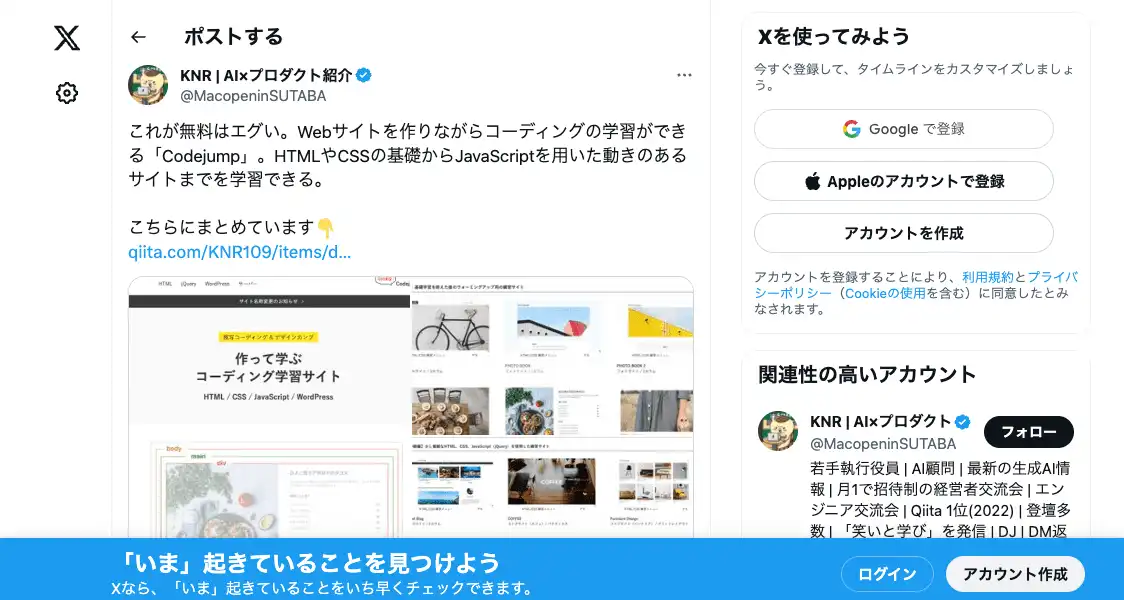 ポストする
KNR | AI×プロダクト紹介
@MacopeninSUTABA
これが無料はエグい。Webサイトを作りながらコーディングの学習ができ
る「Codejump」。HTMLやCSSの基礎からJavaScriptを用いた動きのある
サイトまでを学習できる。
こちらにまとめています👇
qiita.com/KNR109/items/d...
HTML jQuery WordPress サーバー
サイト名称変更のお知らせ
模写コーディング&デザインカンプ
作って学ぶ
コーディング学習サイト
HTML / CSS / JavaScript / WordPress
body
main
div
基礎学習を終えた後のウォーミングアップ用の練習サイト
PHOTO BOOK
PHOTO BOOK 2
COFFEE
Furniture Design
Xを使ってみよう
今すぐ登録して、タイムラインをカスタマイズしましょ
う。
Google で登録
Appleのアカウントで登録
アカウントを作成
アカウントを登録することにより、利用規約とプライバ
シーポリシー（Cookieの使用を含む）に同意したとみ
なされます。
関連性の高いアカウント
KNR | AI×プロダクト
@MacopeninSUTABA
フォロー
若手執行役員 | AI顧問 | 最新の生成AI情
報 | 月1で招待制の経営者交流会 | エン
ジニア交流会 | Qiita 1位(2022) | 登壇多
数 | 「笑いと学び」を発信 | DJ | DM返
「いま」起きていることを見つけよう
Xなら、「いま」起きていることをいち早くチェックできます。
ログイン
アカウント作成